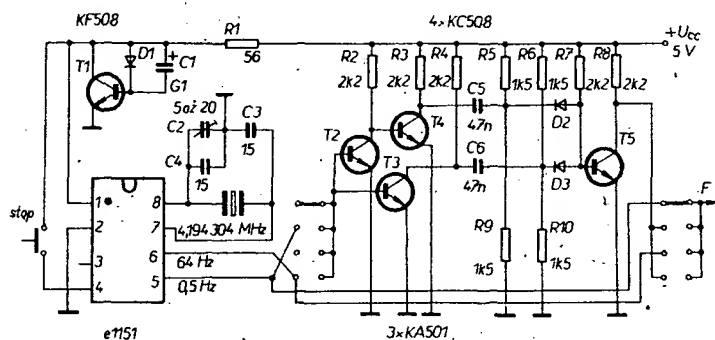 KF508
4×KC508
+Ucc
5 V
D1
C1
R1
56
T1
G1
R2
R3
R4
R5
R6
R7
R8
2k2
2k2
2k2
1k5
1k5
2k2
2k2
5 až 20
C2
C3
15
C4
15
C5
47n
C6
47n
T2
T4
T3
D2
D3
T5
F
stop
1
2
3
4
8
7
6
5
4,194 304 MHz
64 Hz
0,5 Hz
R9
1k5
R10
1k5
e1151
3×KA501